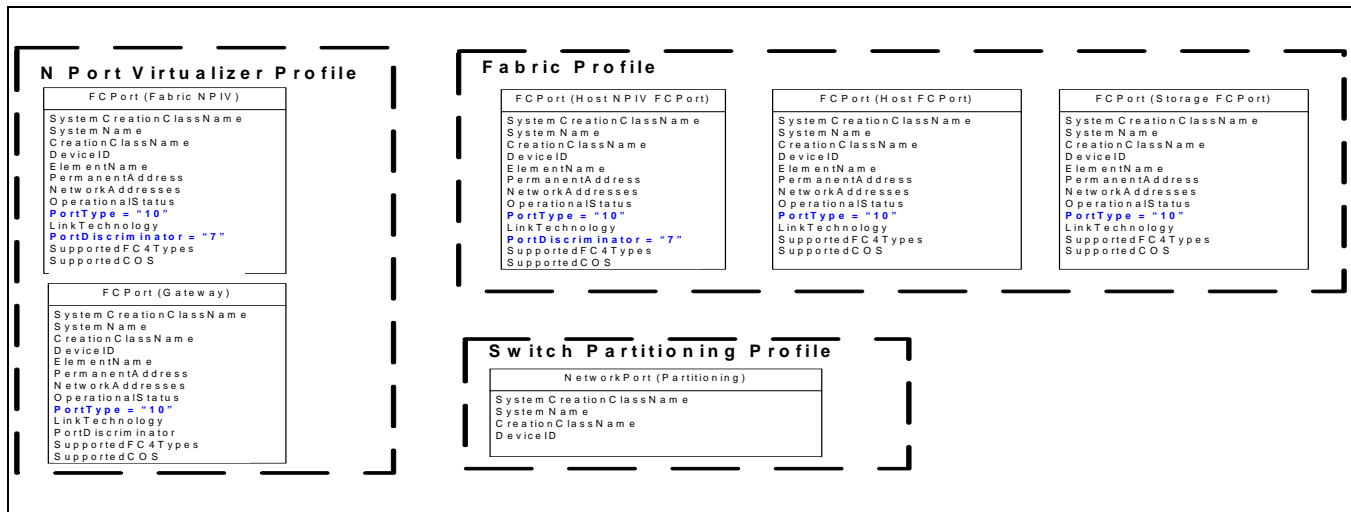 N Port Virtualizer Profile
FCPort (Fabric NPIV)
SystemCreationClassName
SystemName
CreationClassName
DeviceID
ElementName
PermanentAddress
NetworkAddresses
OperationalStatus
PortType = “10”
LinkTechnology
PortDiscriminator = “7”
SupportedFC4Types
SupportedCOS
FCPort (Gateway)
SystemCreationClassName
SystemName
CreationClassName
DeviceID
ElementName
PermanentAddress
NetworkAddresses
OperationalStatus
PortType = “10”
LinkTechnology
PortDiscriminator
SupportedFC4Types
SupportedCOS
Fabric Profile
FCPort (Host NPIV FCPort)
SystemCreationClassName
SystemName
CreationClassName
DeviceID
ElementName
PermanentAddress
NetworkAddresses
OperationalStatus
PortType = “10”
LinkTechnology
PortDiscriminator = “7”
SupportedFC4Types
SupportedCOS
FCPort (Host FCPort)
SystemCreationClassName
SystemName
CreationClassName
DeviceID
ElementName
PermanentAddress
NetworkAddresses
OperationalStatus
PortType = “10”
LinkTechnology
SupportedFC4Types
SupportedCOS
FCPort (Storage FCPort)
SystemCreationClassName
SystemName
CreationClassName
DeviceID
ElementName
PermanentAddress
NetworkAddresses
OperationalStatus
PortType = “10”
LinkTechnology
SupportedFC4Types
SupportedCOS
Switch Partitioning Profile
NetworkPort (Partitioning)
SystemCreationClassName
SystemName
CreationClassName
DeviceID